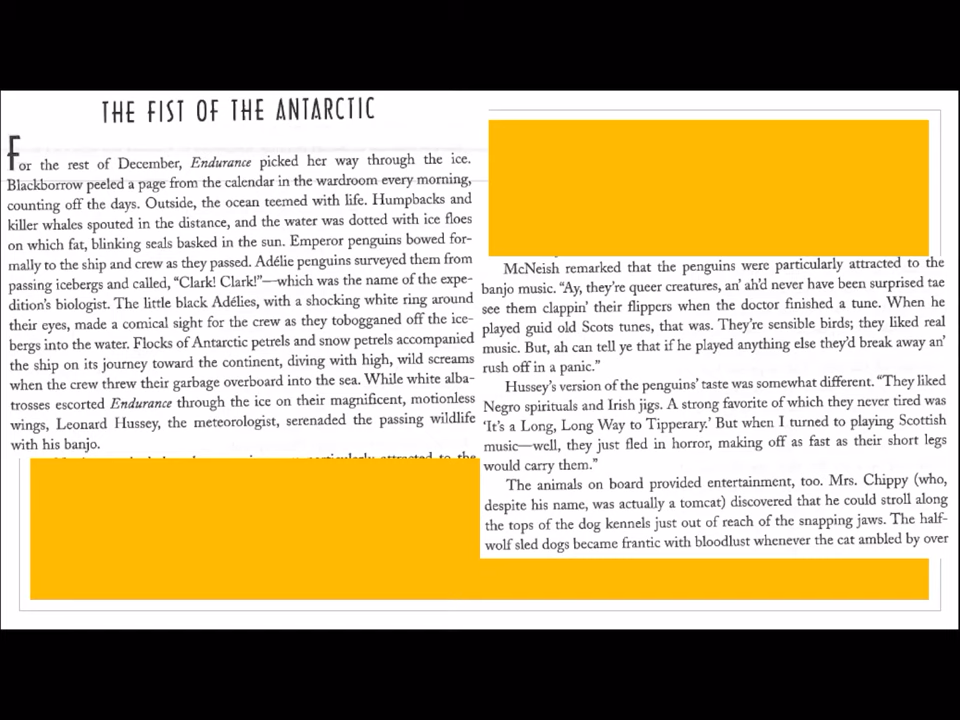 THE FIST OF THE ANTARCTIC
For the rest of December, Endurance picked her way through the ice.
Blackborrow peeled a page from the calendar in the wardroom every morning,
counting off the days. Outside, the ocean teemed with life. Humpbacks and
killer whales spouted in the distance, and the water was dotted with ice floes
on which fat, blinking seals basked in the sun. Emperor penguins bowed for-
mally to the ship and crew as they passed. Adélie penguins surveyed them from
passing icebergs and called, “Clark! Clark!”—which was the name of the expe-
dition’s biologist. The little black Adélies, with a shocking white ring around
their eyes, made a comical sight for the crew as they tobogganed off the ice-
bergs into the water. Flocks of Antarctic petrels and snow petrels accompanied
the ship on its journey toward the continent, diving with high, wild screams
when the crew threw their garbage overboard into the sea. While white alba-
trosses escorted Endurance through the ice on their magnificent, motionless
wings, Leonard Hussey, the meteorologist, serenaded the passing wildlife
with his banjo.
McNeish remarked that the penguins were particularly attracted to the
banjo music. “Ay, they’re queer creatures, an’ ah’d never have been surprised tae
see them clappin’ their flippers when the doctor finished a tune. When he
played guid old Scots tunes, that was. They’re sensible birds; they liked real
music. But, ah can tell ye that if he played anything else they’d break away an’
rush off in a panic.”
Hussey’s version of the penguins’ taste was somewhat different. “They liked
Negro spirituals and Irish jigs. A strong favorite of which they never tired was
‘It’s a Long, Long Way to Tipperary.’ But when I turned to playing Scottish
music—well, they just fled in horror, making off as fast as their short legs
would carry them.”
The animals on board provided entertainment, too. Mrs. Chippy (who,
despite his name, was actually a tomcat) discovered that he could stroll along
the tops of the dog kennels just out of reach of the snapping jaws. The half-
wolf sled dogs became frantic with bloodlust whenever the cat ambled by over